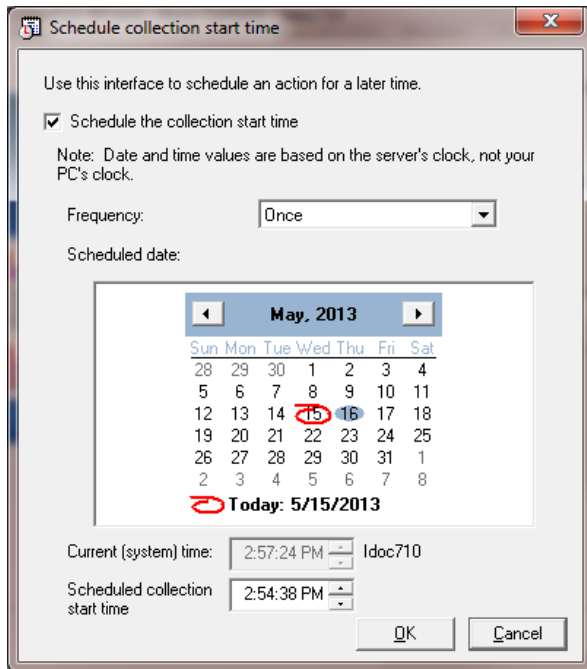 Schedule collection start time
Use this interface to schedule an action for a later time.
Schedule the collection start time
Note: Date and time values are based on the server's clock, not your
PC's clock.
Frequency: Once
Scheduled date:
May, 2013
Sun Mon Tue Wed Thu Fri Sat
28 29 30 1 2 3 4
5 6 7 8 9 10 11
12 13 14 15 16 17 18
19 20 21 22 23 24 25
26 27 28 29 30 31 1
2 3 4 5 6 7 8
Today: 5/15/2013
Current (system) time: 2:57:24 PM ldoc710
Scheduled collection 2:54:38 PM
start time
OK Cancel